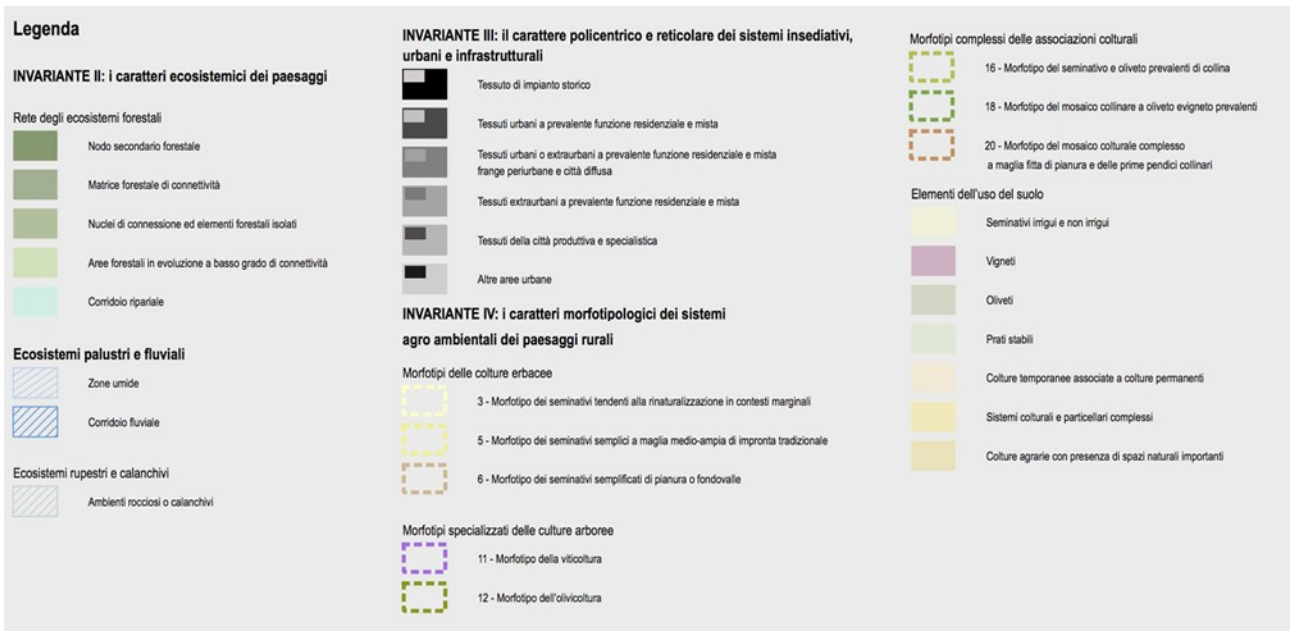 Legenda
INVARIANTE II: i caratteri ecosistemici dei paesaggi
Rete degli ecosistemi forestali
Nodo secondario forestale
Matrice forestale di connettività
Nuclei di connessione ed elementi forestali isolati
Aree forestali in evoluzione a basso grado di connettività
Corridoio ripariale
Ecosistemi palustri e fluviali
Zone umide
Corridoio fluviale
Ecosistemi rupestri e calanchivi
Ambienti rocciosi o calanchivi
INVARIANTE III: il carattere policentrico e reticolare dei sistemi insediativi,
urbani e infrastrutturali
Tessuto di impianto storico
Tessuti urbani a prevalente funzione residenziale e mista
Tessuti urbani o extraurbani a prevalente funzione residenziale e mista
frange periurbane e città diffusa
Tessuti extraurbani a prevalente funzione residenziale e mista
Tessuti della città produttiva e specialistica
Altre aree urbane
INVARIANTE IV: i caratteri morfotipologici dei sistemi
agro ambientali dei paesaggi rurali
Morfotipi delle colture erbacee
3 - Morfotipo dei seminativi tendenti alla rinaturalizzazione in contesti marginali
5 - Morfotipo dei seminativi semplici a maglia medio-ampia di impronta tradizionale
6 - Morfotipo dei seminativi semplificati di pianura o fondovalle
Morfotipi specializzati delle culture arboree
11 - Morfotipo della viticoltura
12 - Morfotipo dell'olivicoltura
Morfotipi complessi delle associazioni colturali
16 - Morfotipo del seminativo e oliveto prevalenti di collina
18 - Morfotipo del mosaico collinare a oliveto evigneto prevalenti
20 - Morfotipo del mosaico colturale complesso
a maglia fitta di pianura e delle prime pendici collinari
Elementi dell'uso del suolo
Seminativi irrigui e non irrigui
Vigneti
Oliveti
Prati stabili
Colture temporanee associate a colture permanenti
Sistemi colturali e particellari complessi
Colture agrarie con presenza di spazi naturali importanti